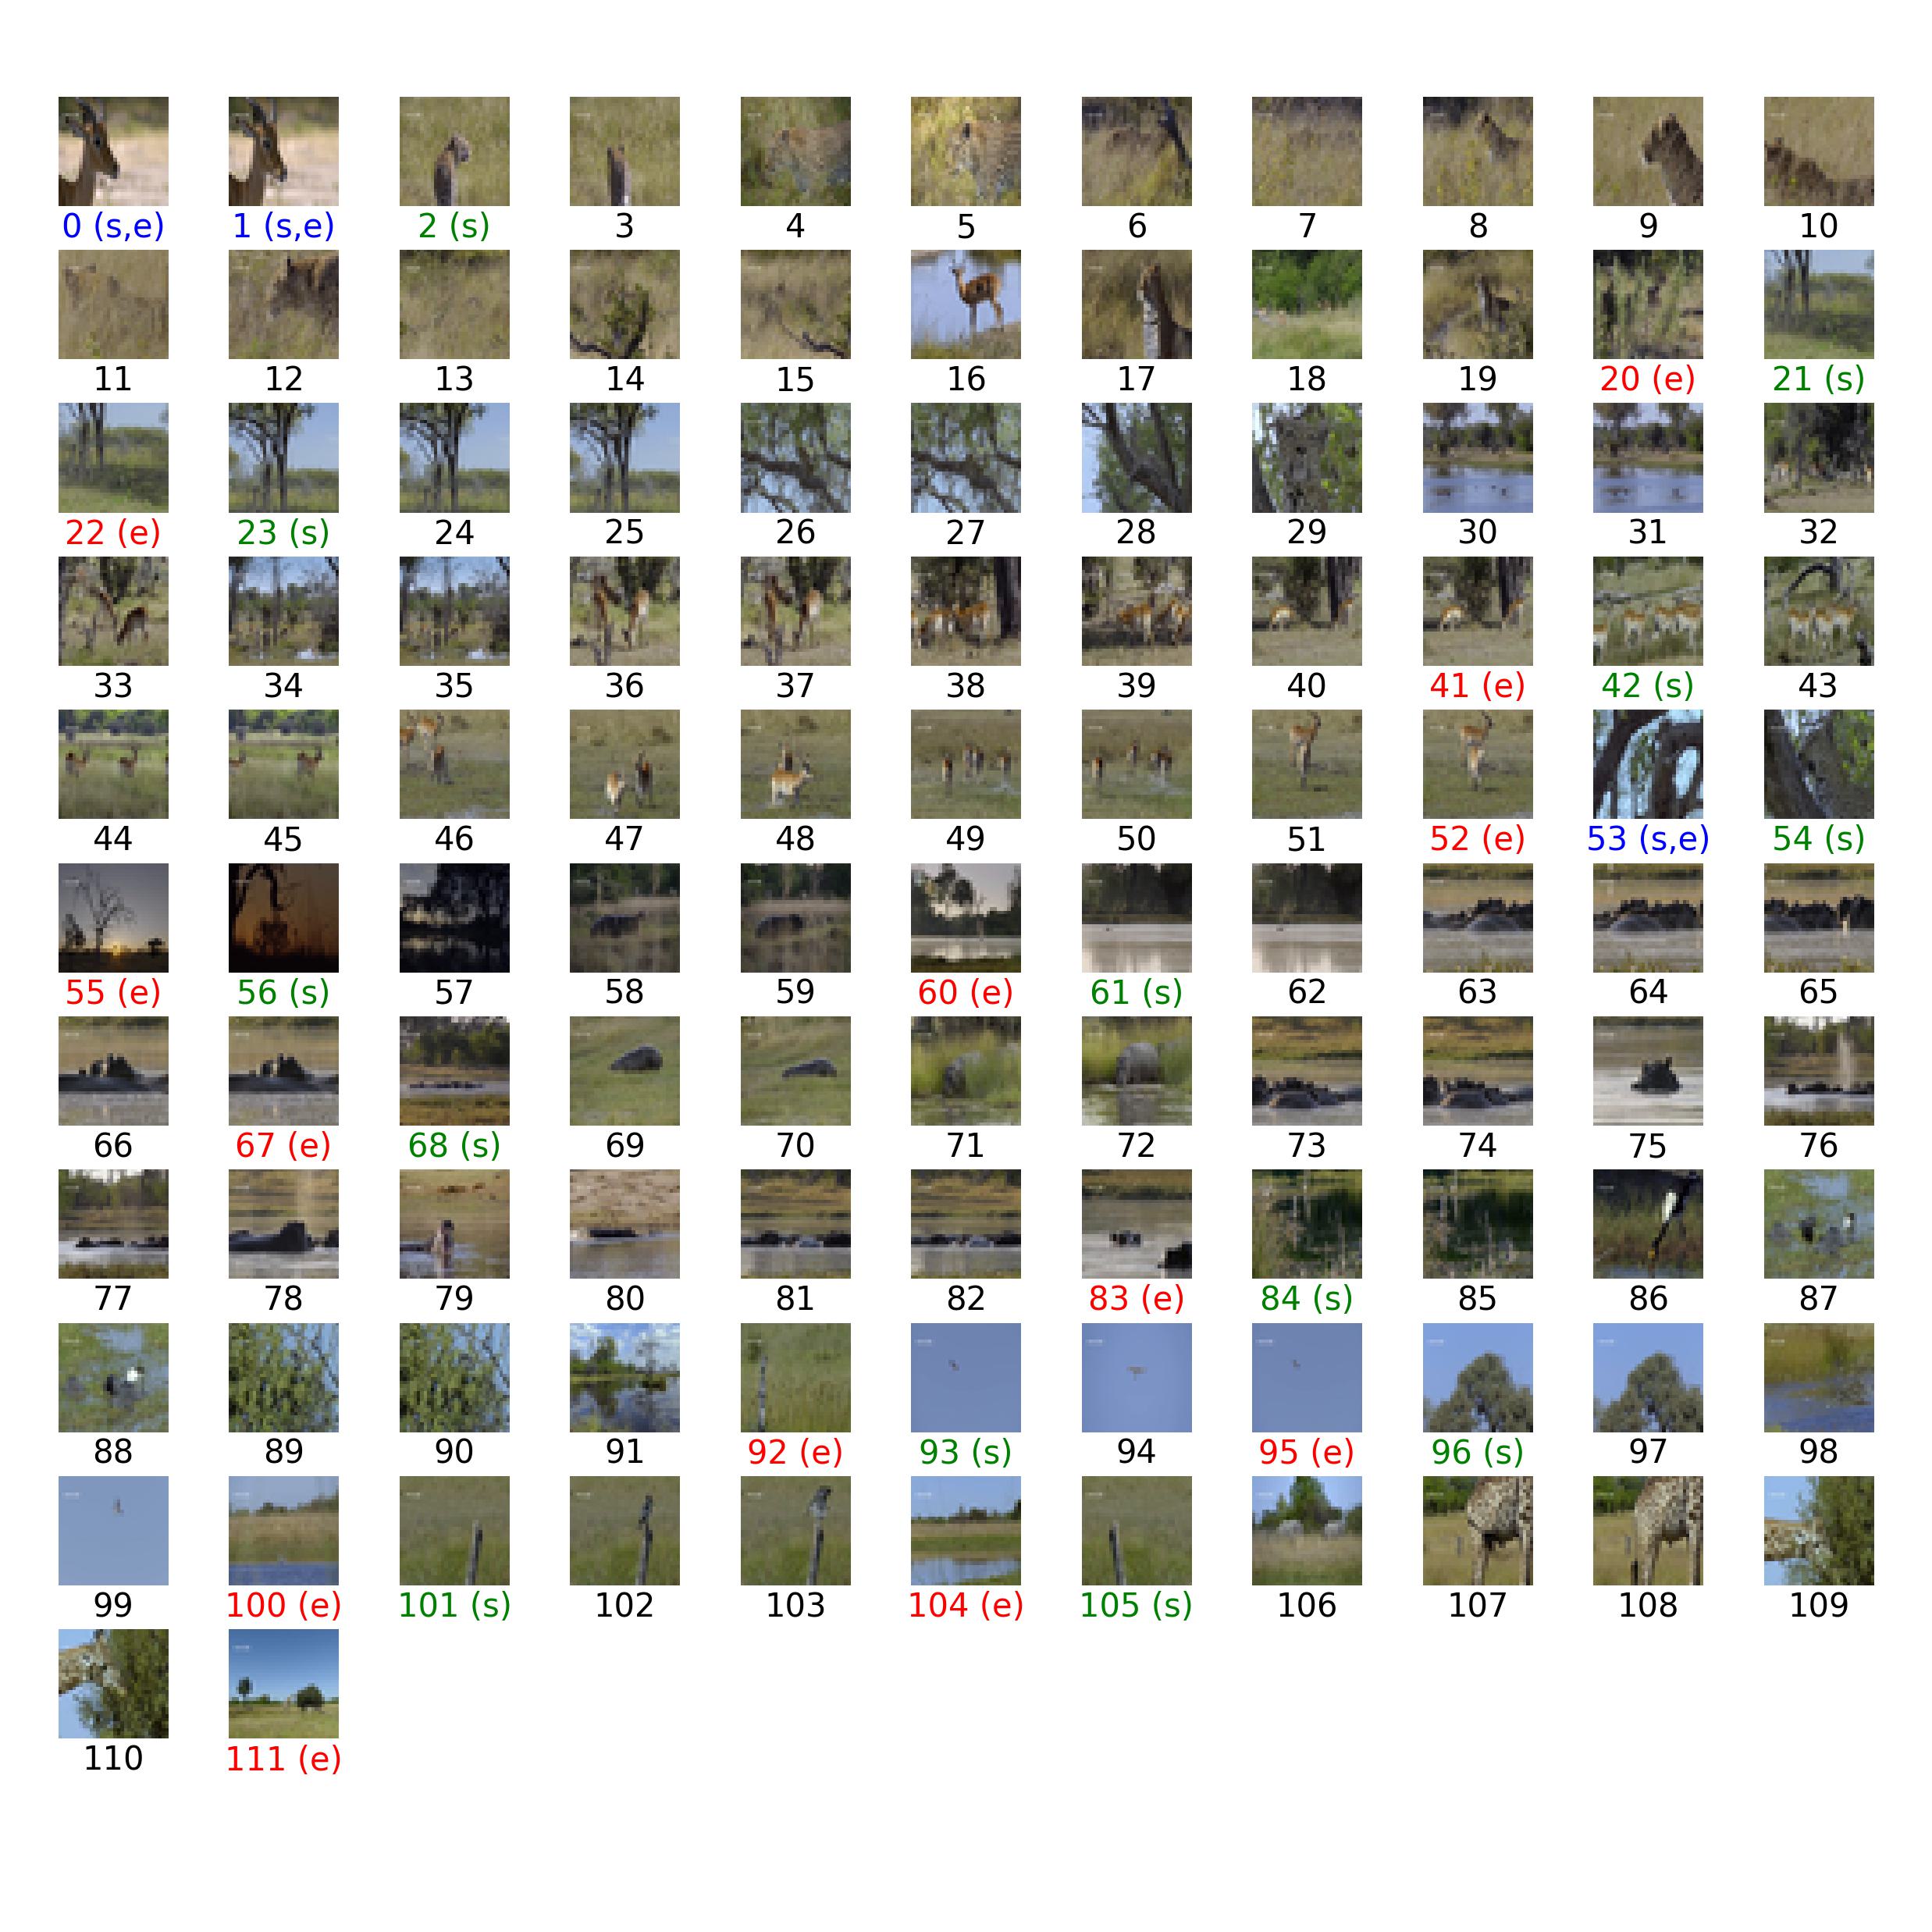 0 (s,e) 1 (s,e) 2 (s) 3 4 5 6 7 8 9 10
11 12 13 14 15 16 17 18 19 20 (e) 21 (s)
22 (e) 23 (s) 24 25 26 27 28 29 30 31 32
33 34 35 36 37 38 39 40 41 (e) 42 (s) 43
44 45 46 47 48 49 50 51 52 (e) 53 (s,e) 54 (s)
55 (e) 56 (s) 57 58 59 60 (e) 61 (s) 62 63 64 65
66 67 (e) 68 (s) 69 70 71 72 73 74 75 76
77 78 79 80 81 82 83 (e) 84 (s) 85 86 87
88 89 90 91 92 (e) 93 (s) 94 95 (e) 96 (s) 97 98
99 100 (e) 101 (s) 102 103 104 (e) 105 (s) 106 107 108 109
110 111 (e)